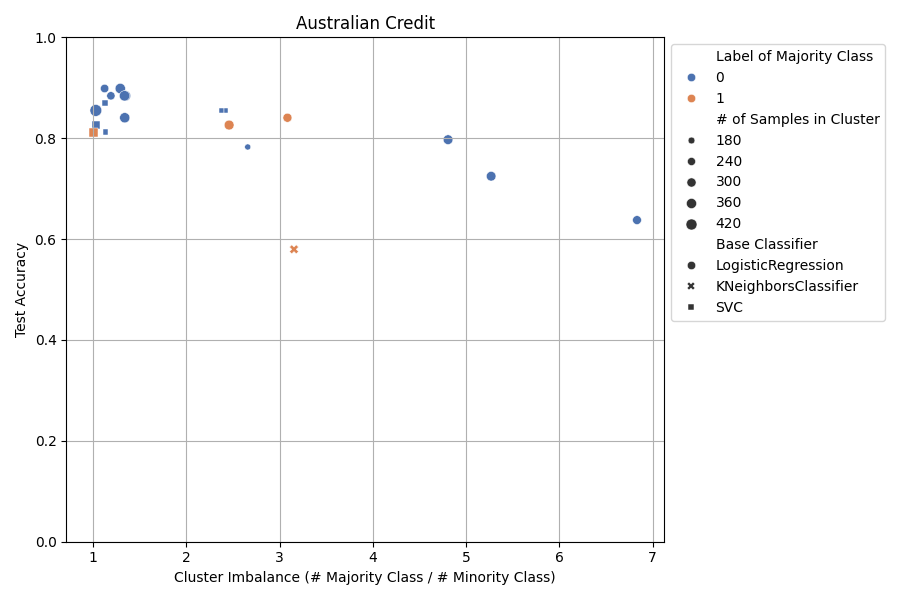 Australian Credit
1.0
0.8
0.6
0.4
0.2
0.0
Test Accuracy
1 2 3 4 5 6 7
Cluster Imbalance (# Majority Class / # Minority Class)
Label of Majority Class
0
1
# of Samples in Cluster
180
240
300
360
420
Base Classifier
LogisticRegression
KNeighborsClassifier
SVC